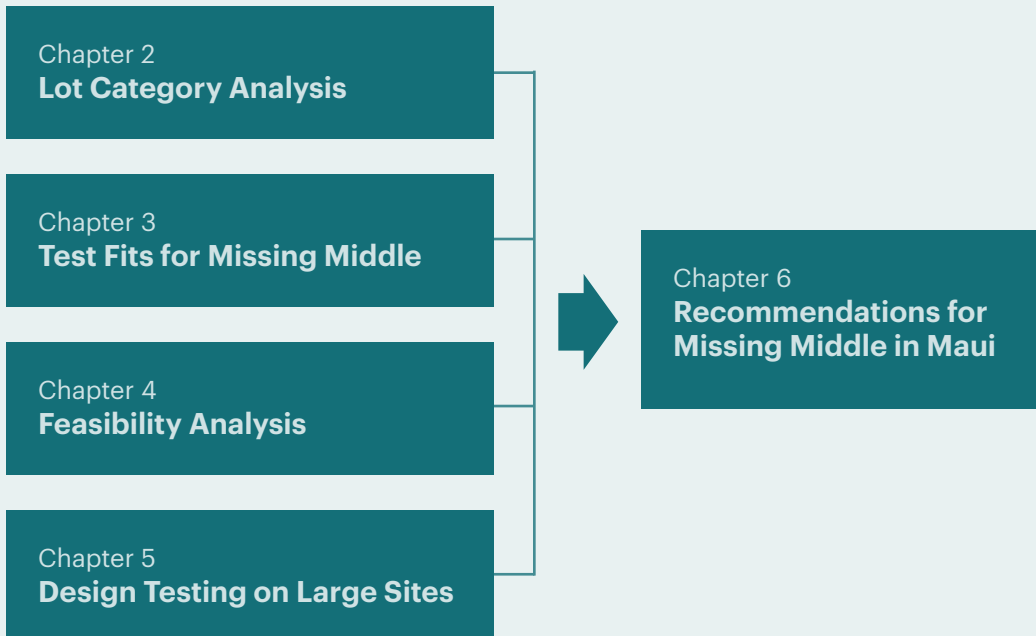 Chapter 2
Lot Category Analysis
Chapter 3
Test Fits for Missing Middle
Chapter 4
Feasibility Analysis
Chapter 5
Design Testing on Large Sites
Chapter 6
Recommendations for
Missing Middle in Maui